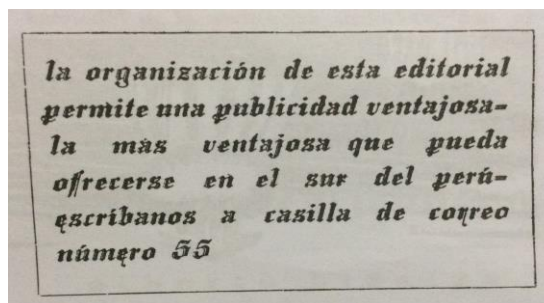 la organización de esta editorial
permite una publicidad ventajosa-
la más ventajosa que pueda
ofrecerse en el sur del perú-
escríbanos a casilla de correo
número 55